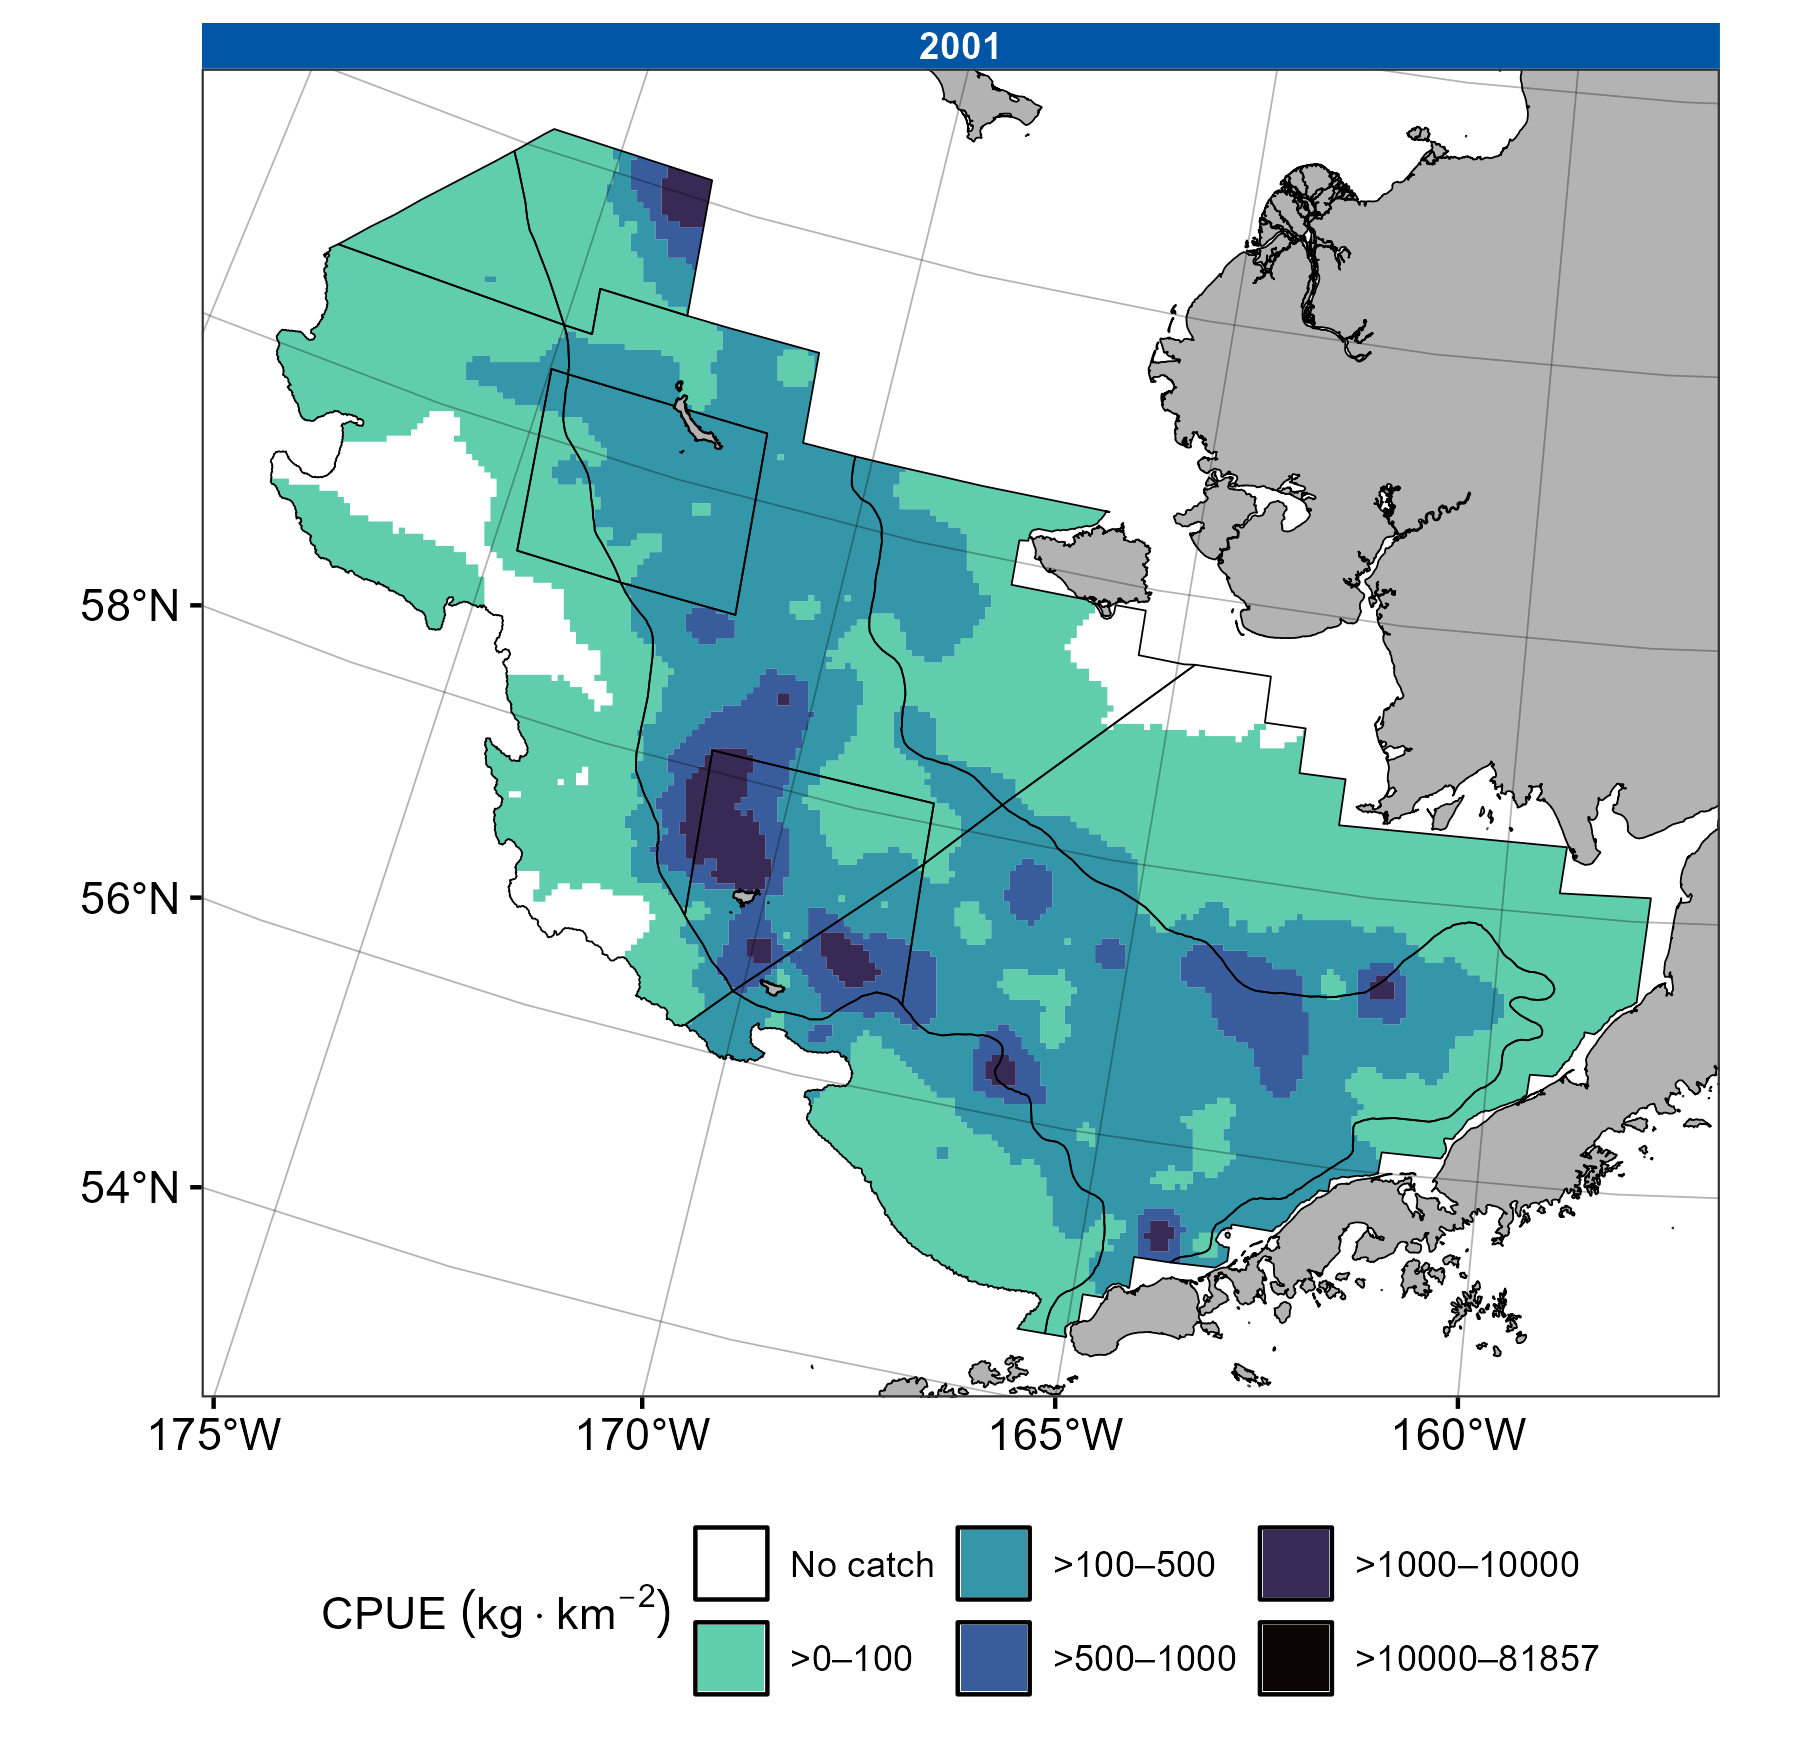 2001
58°N
56°N
54°N
175°W 170°W 165°W 160°W
CPUE (kg · km⁻²)
No catch >100–500 >1000–10000
>0–100 >500–1000 >10000–81857